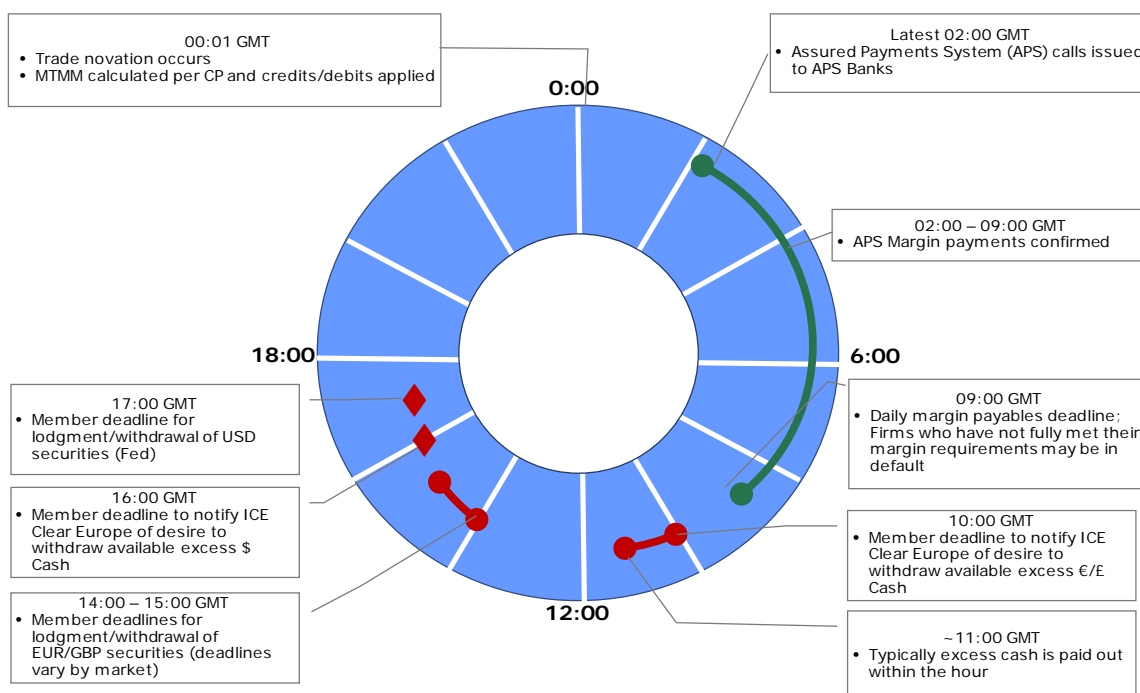 00:01 GMT
• Trade novation occurs
• MTMM calculated per CP and credits/debits applied
Latest 02:00 GMT
• Assured Payments System (APS) calls issued
to APS Banks
0:00
02:00 – 09:00 GMT
• APS Margin payments confirmed
18:00
6:00
17:00 GMT
• Member deadline for
lodgment/withdrawal of USD
securities (Fed)
09:00 GMT
• Daily margin payables deadline;
Firms who have not fully met their
margin requirements may be in
default
16:00 GMT
• Member deadline to notify ICE
Clear Europe of desire to
withdraw available excess $
Cash
10:00 GMT
• Member deadline to notify ICE
Clear Europe of desire to
withdraw available excess €/£
Cash
14:00 – 15:00 GMT
• Member deadlines for
lodgment/withdrawal of
EUR/GBP securities (deadlines
vary by market)
12:00
~11:00 GMT
• Typically excess cash is paid out
within the hour